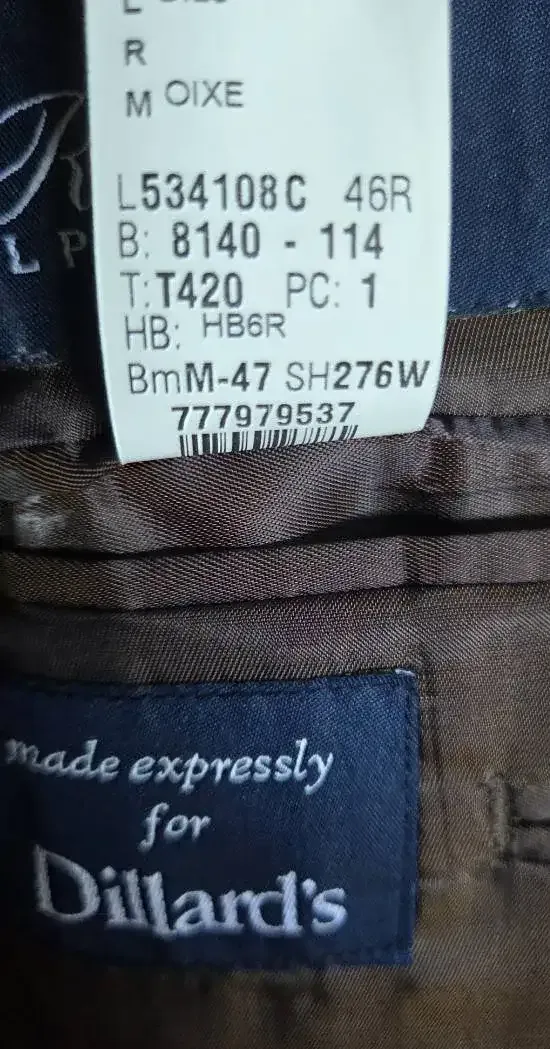 L
R
M OIXE
L534108C 46R
B: 8140 - 114
T: T420 PC: 1
HB: HB6R
BmM-47 SH276W
777979537
L P
made expressly
for
Dillard's